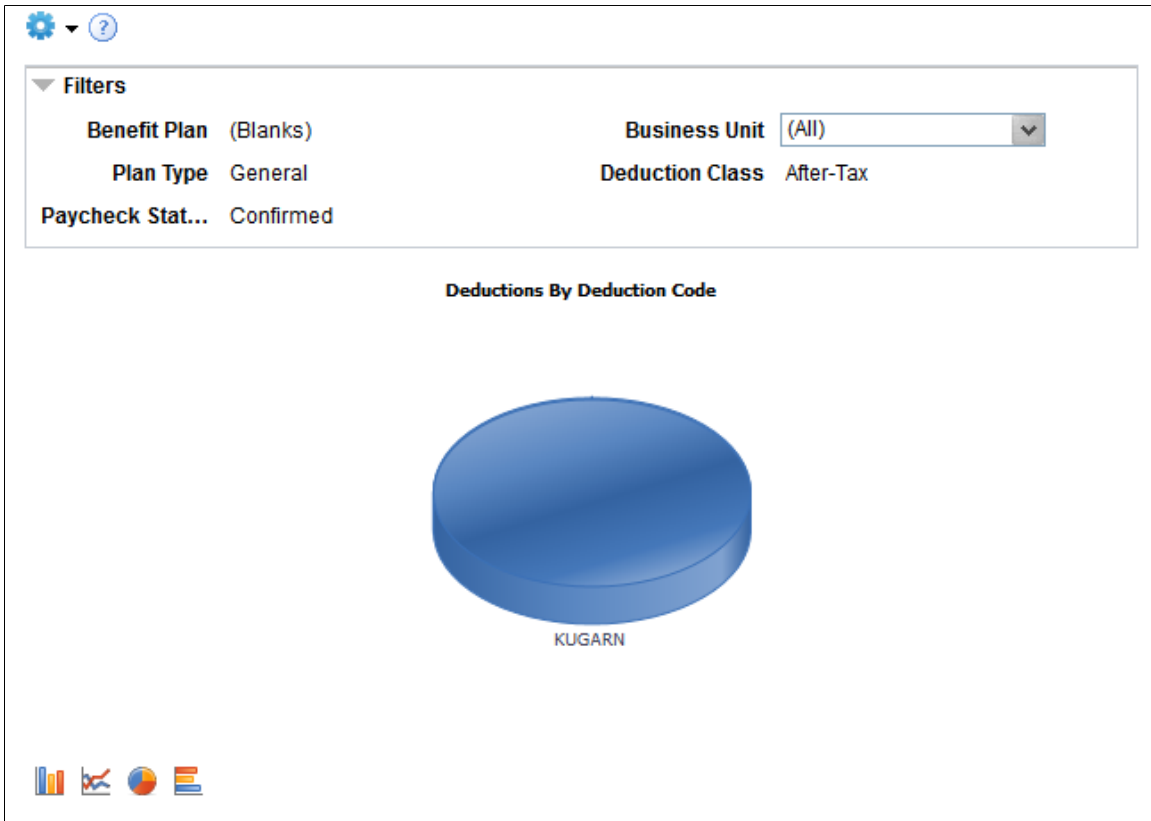 ?
Filters
Benefit Plan (Blanks) Business Unit (All)
Plan Type General Deduction Class After-Tax
Paycheck Stat... Confirmed
Deductions By Deduction Code
KUGARN